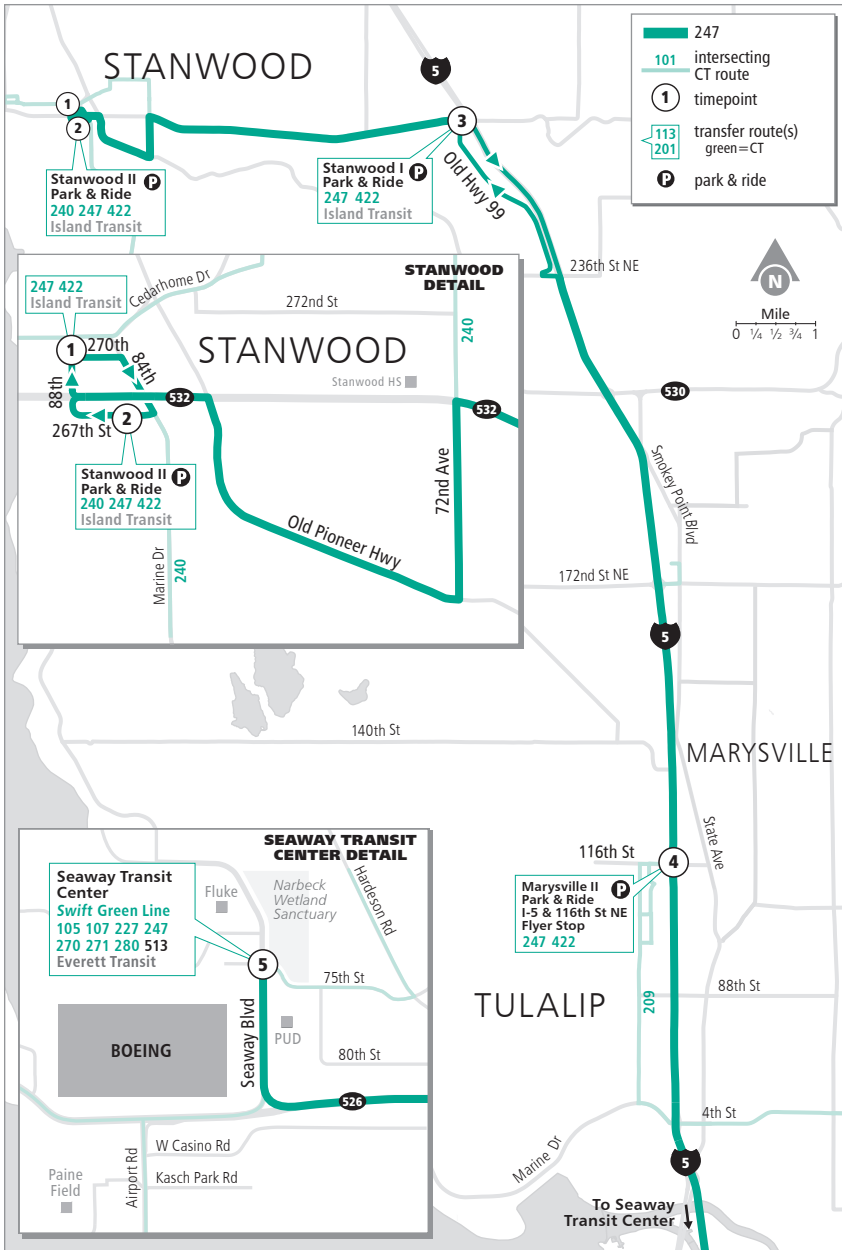 STANWOOD
5
247
101
intersecting
CT route
1
timepoint
113
201
transfer route(s)
green=CT
P
park & ride
1
2
3
Stanwood II
Park & Ride
P
240 247 422
Island Transit
Stanwood I
Park & Ride
P
247 422
Island Transit
Old Hwy 99
236th St NE
N
Mile
0 ¼ ½ ¾ 1
STANWOOD
DETAIL
247 422
Island Transit
Cedarhome Dr
272nd St
240
STANWOOD
1
270th
84th
88th
Stanwood HS
532
532
2
267th St
Stanwood II
Park & Ride
P
240 247 422
Island Transit
72nd Ave
Old Pioneer Hwy
Marine Dr
240
530
Smokey Point Blvd
172nd St NE
5
140th St
MARYSVILLE
State Ave
116th St
4
Marysville II
Park & Ride
I-5 & 116th St NE
Flyer Stop
P
247 422
TULALIP
209
88th St
4th St
Marine Dr
5
To Seaway
Transit Center
SEAWAY TRANSIT
CENTER DETAIL
Seaway Transit
Center
Swift Green Line
105 107 227 247
270 271 280 513
Everett Transit
Fluke
Narbeck
Wetland
Sanctuary
Hardeson Rd
5
75th St
Seaway Blvd
PUD
BOEING
80th St
526
W Casino Rd
Kasch Park Rd
Airport Rd
Paine
Field